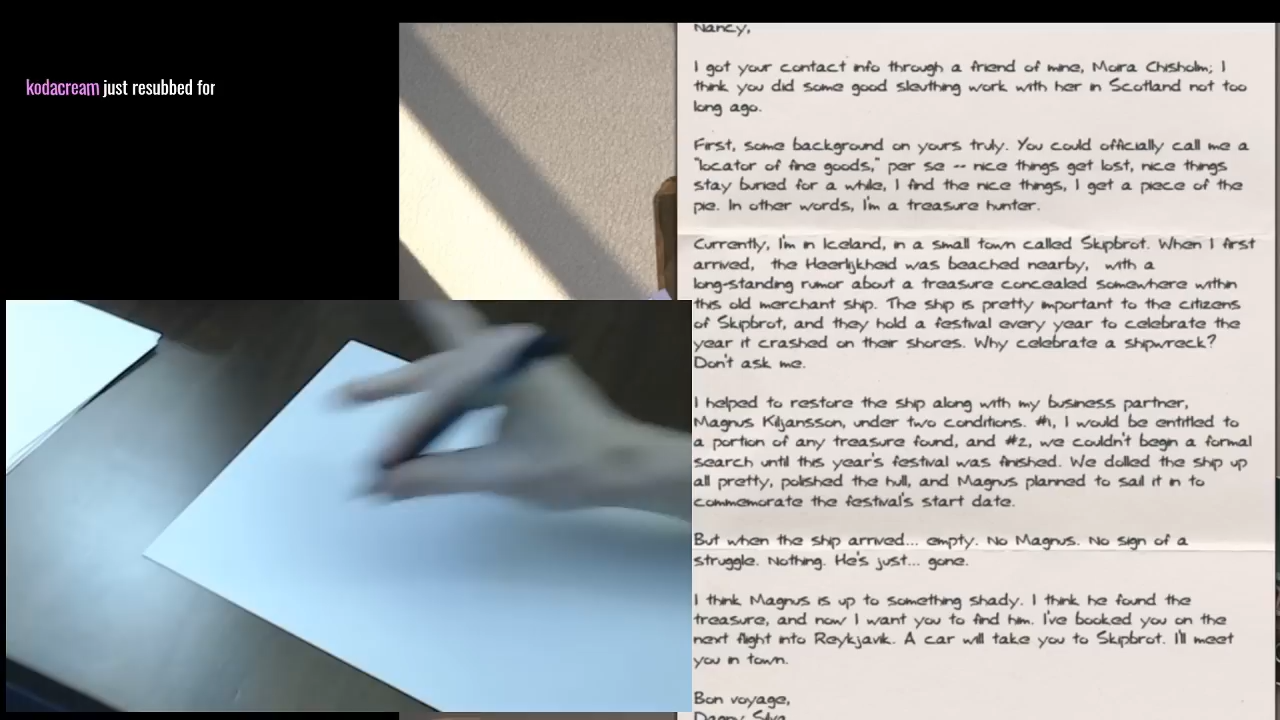 kodacream just resubbed for
Nancy,
I got your contact info through a friend of mine, Moira Chisholm; I
think you did some good sleuthing work with her in Scotland not too
long ago.
First, some background on yours truly. You could officially call me a
"locator of fine goods," per se -- nice things get lost, nice things
stay buried for a while, I find the nice things, I get a piece of the
pie. In other words, I'm a treasure hunter.
Currently, I'm in Iceland, in a small town called Skipbrot. When I first
arrived, the Heerlijkheid was beached nearby, with a
long-standing rumor about a treasure concealed somewhere within
this old merchant ship. The ship is pretty important to the citizens
of Skipbrot, and they hold a festival every year to celebrate the
year it crashed on their shores. Why celebrate a shipwreck?
Don't ask me.
I helped to restore the ship along with my business partner,
Magnus Kiljansson, under two conditions. #1, I would be entitled to
a portion of any treasure found, and #2, we couldn't begin a formal
search until this year's festival was finished. We dolled the ship up
all pretty, polished the hull, and Magnus planned to sail it in to
commemorate the festival's start date.
But when the ship arrived... empty. No Magnus. No sign of a
struggle. Nothing. He's just... gone.
I think Magnus is up to something shady. I think he found the
treasure, and now I want you to find him. I've booked you on the
next flight into Reykjavik. A car will take you to Skipbrot. I'll meet
you in town.
Bon voyage,
Dagny Silva